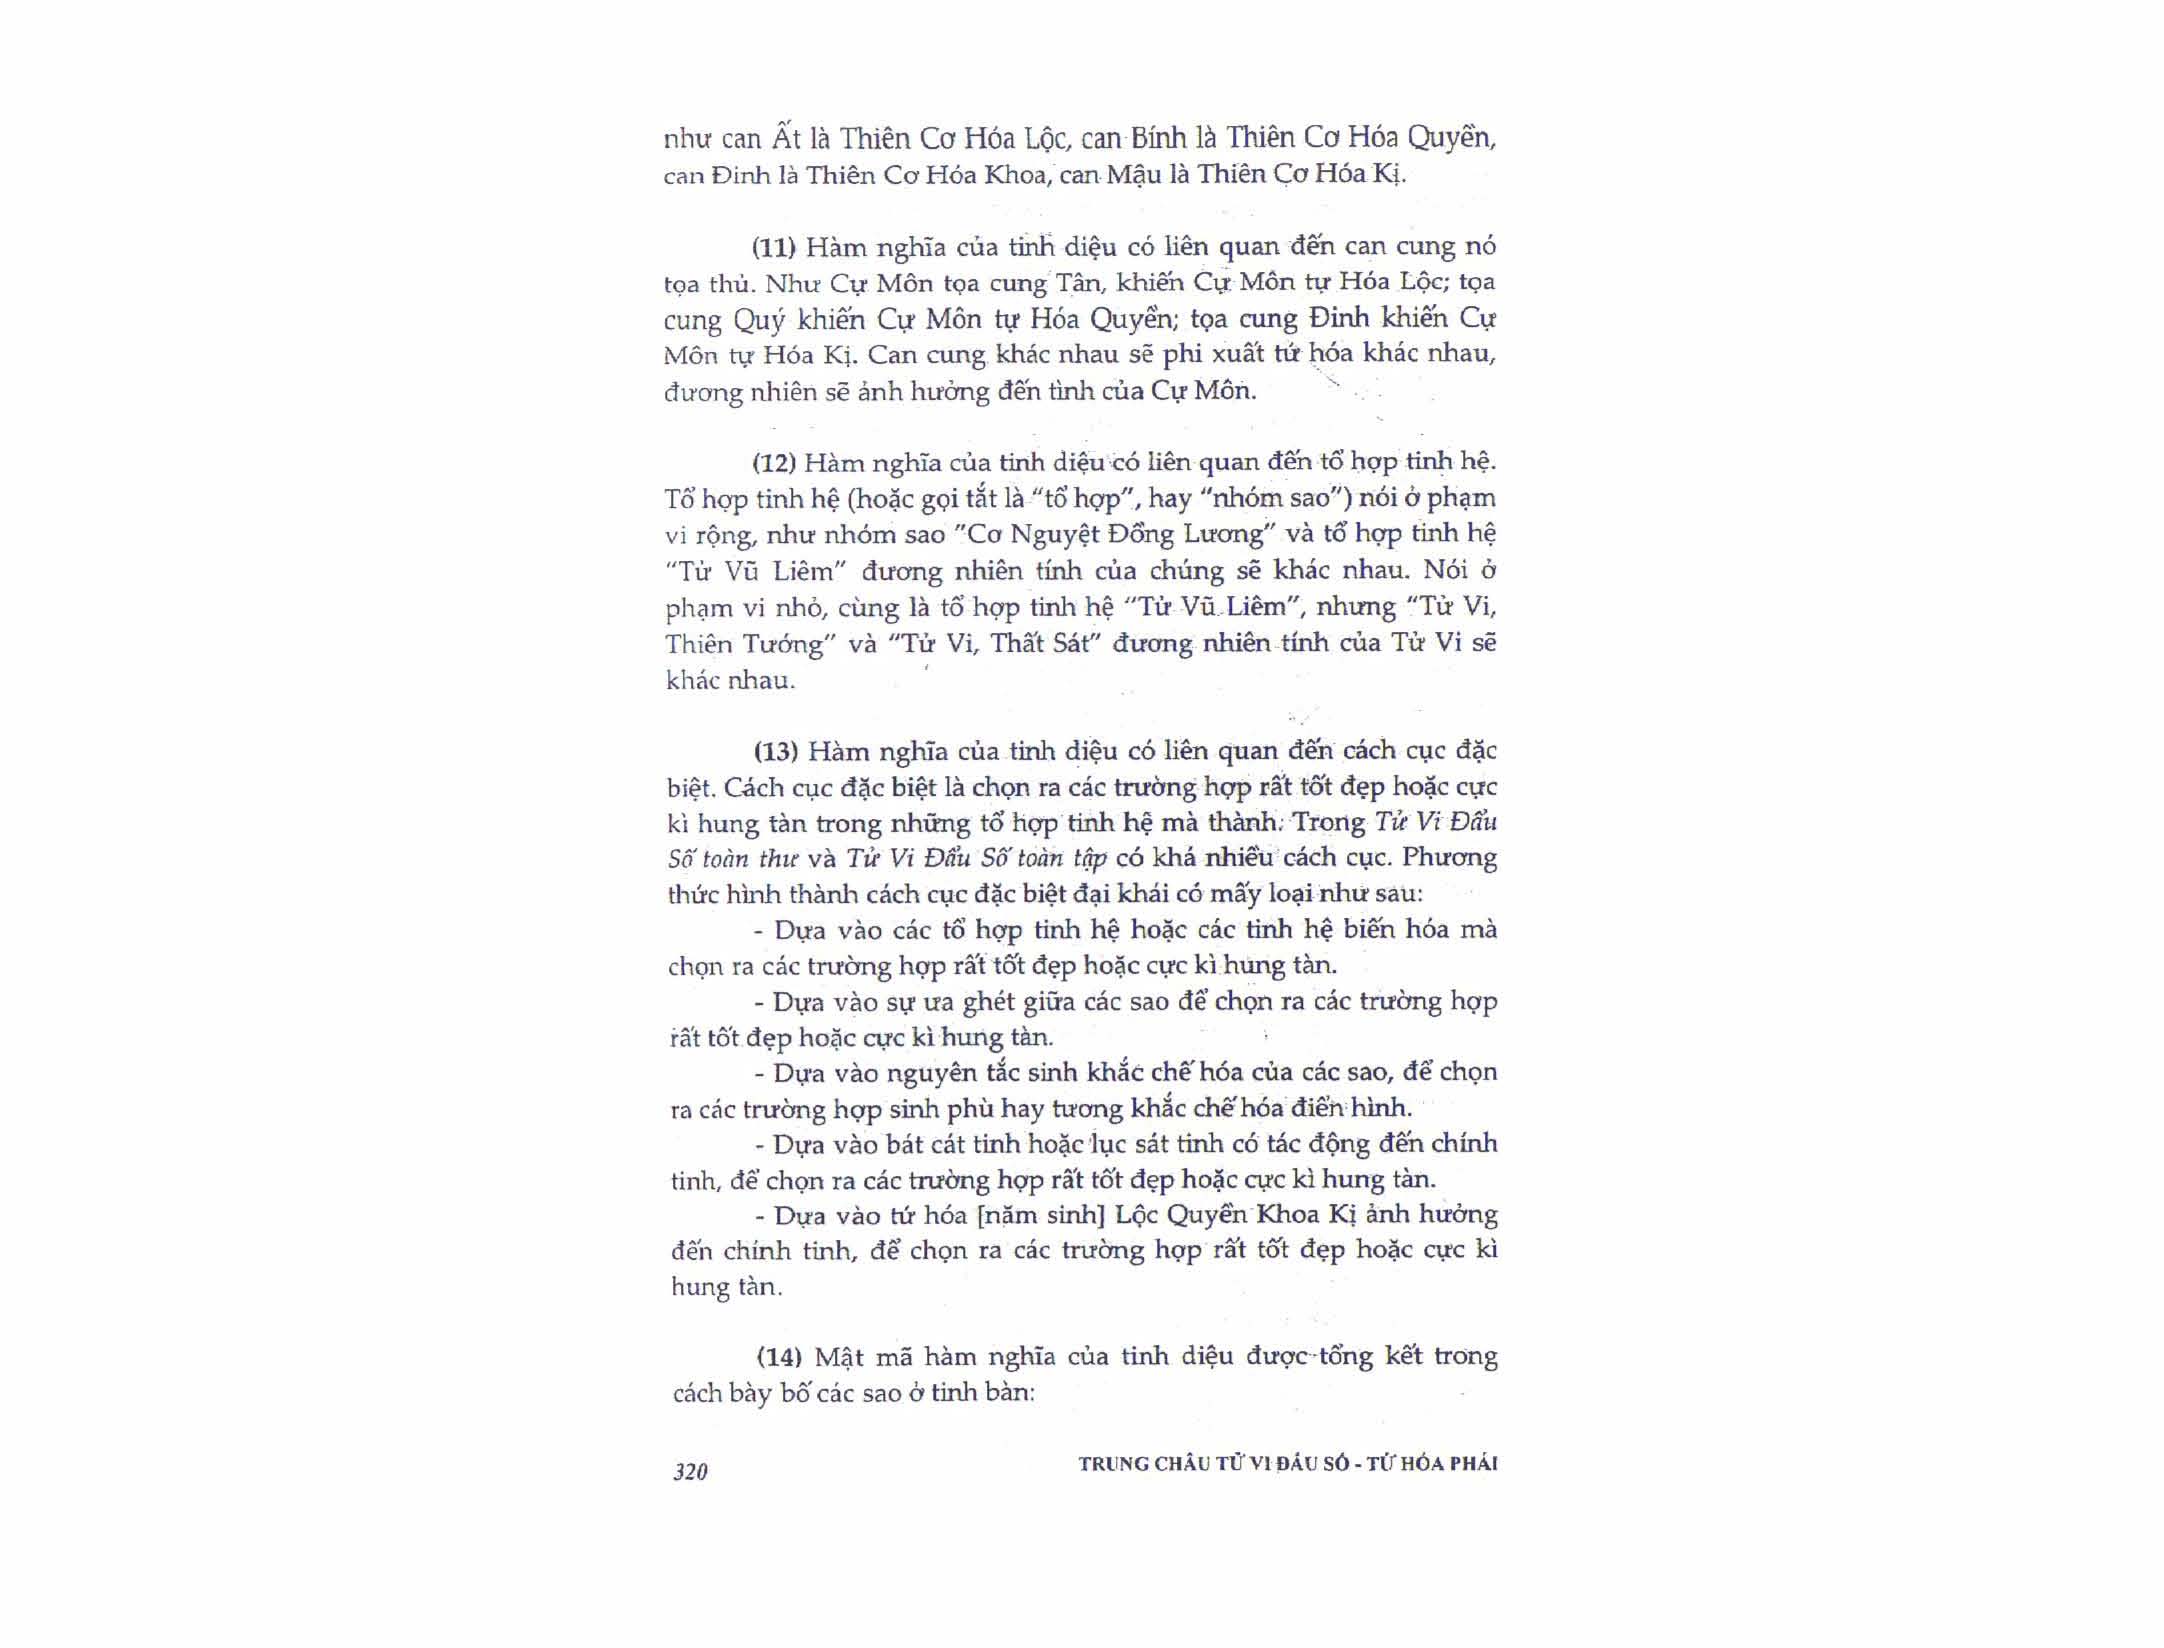 như can Ất là Thiên Cơ Hóa Lộc, can Bính là Thiên Cơ Hóa Quyền,
can Đinh là Thiên Cơ Hóa Khoa, can Mậu là Thiên Cơ Hóa Kị.
(11) Hàm nghĩa của tinh diệu có liên quan đến can cung nó
tọa thủ. Như Cự Môn tọa cung Tân, khiến Cự Môn tự Hóa Lộc; tọa
cung Quý khiến Cự Môn tự Hóa Quyền; tọa cung Đinh khiến Cự
Môn tự Hóa Kị. Can cung khác nhau sẽ phi xuất tứ hóa khác nhau,
đương nhiên sẽ ảnh hưởng đến tình của Cự Môn.
(12) Hàm nghĩa của tinh diệu có liên quan đến tổ hợp tinh hệ.
Tổ hợp tinh hệ (hoặc gọi tắt là "tổ hợp", hay "nhóm sao") nói ở phạm
vi rộng, như nhóm sao "Cơ Nguyệt Đồng Lương" và tổ hợp tinh hệ
"Tử Vũ Liêm" đương nhiên tính của chúng sẽ khác nhau. Nói ở
phạm vi nhỏ, cùng là tổ hợp tinh hệ "Tử Vũ Liêm", nhưng "Tử Vi,
Thiên Tướng" và "Tử Vi, Thất Sát" đương nhiên tính của Tử Vi sẽ
khác nhau.
(13) Hàm nghĩa của tinh diệu có liên quan đến cách cục đặc
biệt. Cách cục đặc biệt là chọn ra các trường hợp rất tốt đẹp hoặc cực
kì hung tàn trong những tổ hợp tinh hệ mà thành. Trong Tử Vi Đẩu
Số toàn thư và Tử Vi Đẩu Số toàn tập có khá nhiều cách cục. Phương
thức hình thành cách cục đặc biệt đại khái có mấy loại như sau:
- Dựa vào các tổ hợp tinh hệ hoặc các tinh hệ biến hóa mà
chọn ra các trường hợp rất tốt đẹp hoặc cực kì hung tàn.
- Dựa vào sự ưa ghét giữa các sao để chọn ra các trường hợp
rất tốt đẹp hoặc cực kì hung tàn.
- Dựa vào nguyên tắc sinh khắc chế hóa của các sao, để chọn
ra các trường hợp sinh phù hay tương khắc chế hóa điển hình.
- Dựa vào bát cát tinh hoặc lục sát tinh có tác động đến chính
tinh, để chọn ra các trường hợp rất tốt đẹp hoặc cực kì hung tàn.
- Dựa vào tứ hóa [năm sinh] Lộc Quyền Khoa Kị ảnh hưởng
đến chính tinh, để chọn ra các trường hợp rất tốt đẹp hoặc cực kì
hung tàn.
(14) Mật mã hàm nghĩa của tinh diệu được tổng kết trong
cách bày bố các sao ở tinh bàn:
320
TRUNG CHÂU TỬ VI ĐẨU SỐ - TỨ HÓA PHÁI